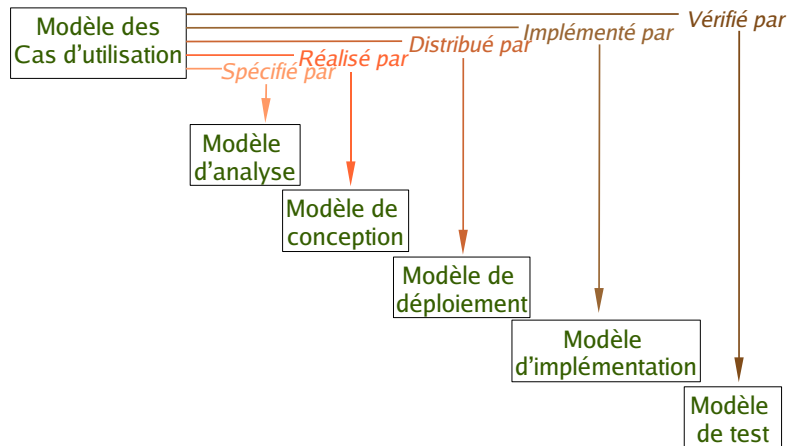 Modèle des
Cas d'utilisation
Vérifié par
Implémenté par
Distribué par
Réalisé par
Spécifié par
Modèle
d'analyse
Modèle de
conception
Modèle de
déploiement
Modèle
d'implémentation
Modèle
de test